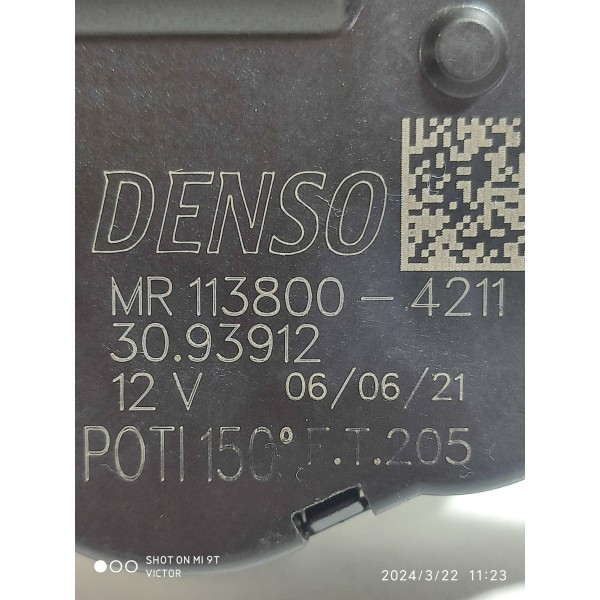 DENSO
MR 113800-4211
30.93912
12 V 06/06/21
POTI 150° F.T.205
SHOT ON MI 9T
VICTOR
2024/3/22 11:23